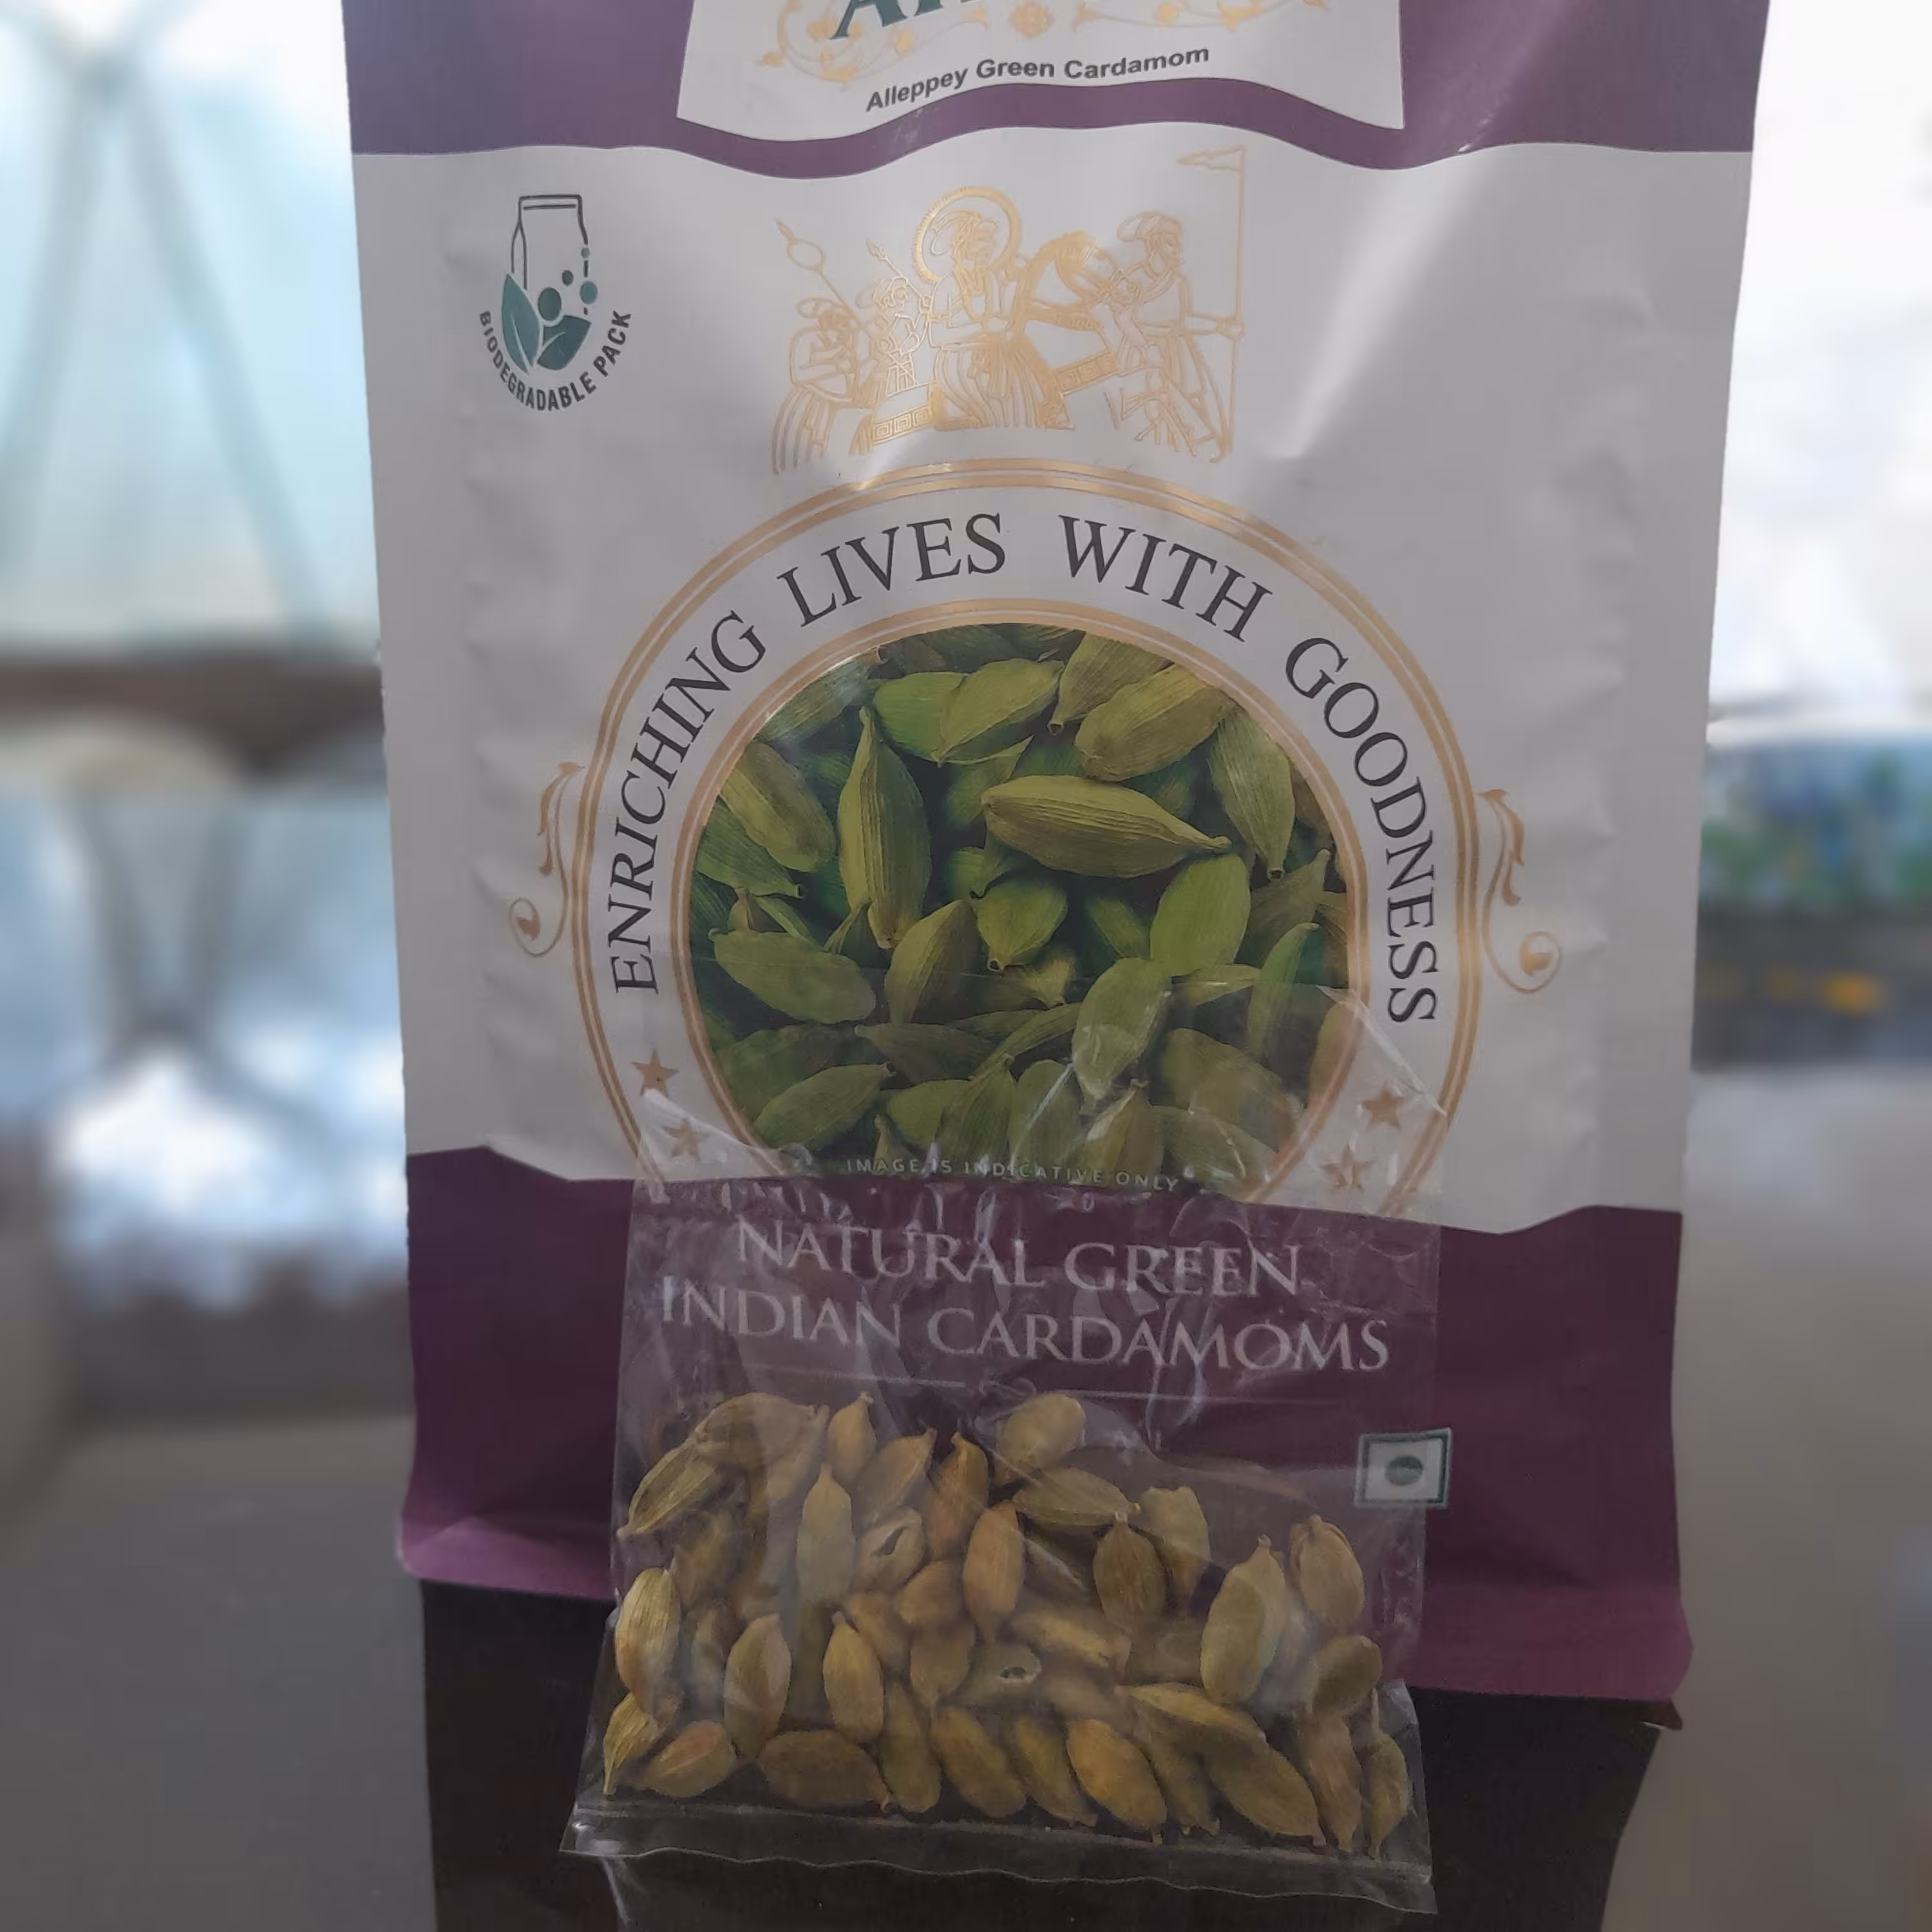 Alleppey Green Cardamom
BIODEGRADABLE PACK
ENRICHING LIVES WITH GOODNESS
IMAGE IS INDICATIVE ONLY
NATURAL GREEN
INDIAN CARDAMOMS